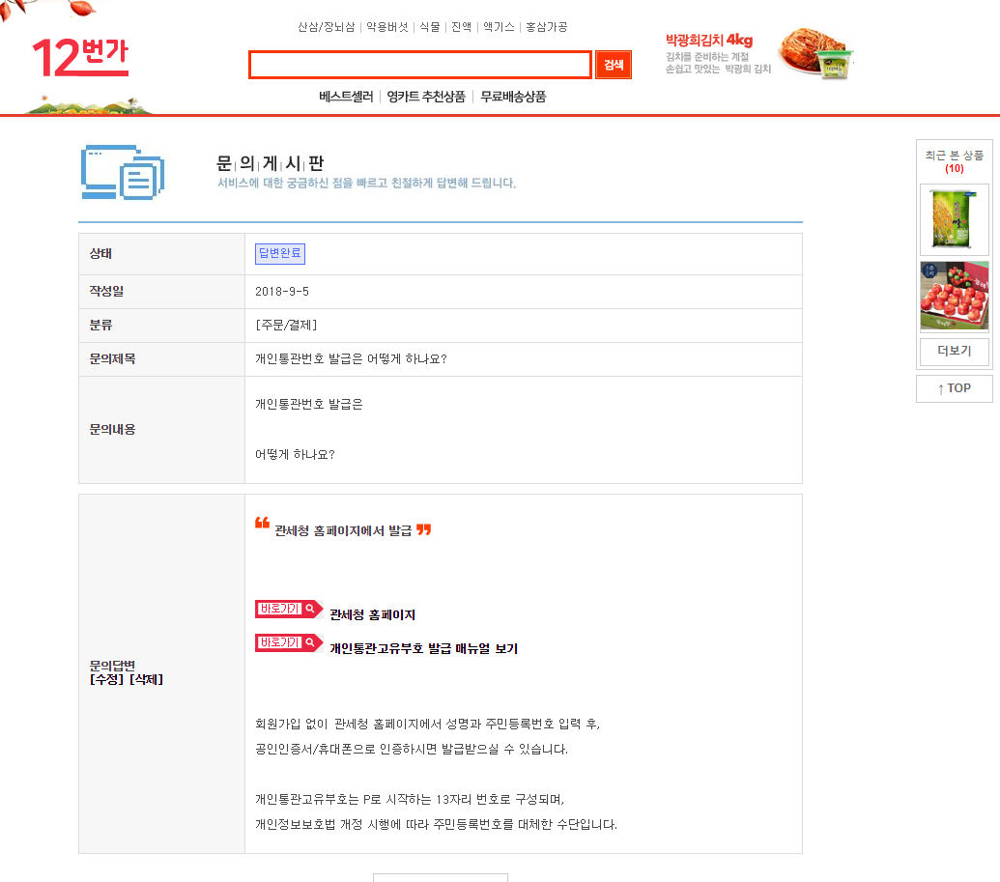 산삼/장뇌삼 | 약용버섯 | 식물 | 진액 | 액기스 | 홍삼가공
12번가
검색
박광희김치 4kg
김치를 준비하는 계절
손쉽고 맛있는 박광희 김치
베스트셀러 | 영카트 추천상품 | 무료배송상품
문|의|게|시|판
서비스에 대한 궁금하신 점을 빠르고 친절하게 답변해 드립니다.
최근 본 상품
(10)
더보기
↑ TOP
상태 답변완료
작성일 2018-9-5
분류 [주문/결제]
문의제목 개인통관번호 발급은 어떻게 하나요?
문의내용
개인통관번호 발급은
어떻게 하나요?
문의답변
[수정] [삭제]
❝ 관세청 홈페이지에서 발급 ❞
바로가기 관세청 홈페이지
바로가기 개인통관고유부호 발급 매뉴얼 보기
회원가입 없이 관세청 홈페이지에서 성명과 주민등록번호 입력 후,
공인인증서/휴대폰으로 인증하시면 발급받으실 수 있습니다.
개인통관고유부호는 P로 시작하는 13자리 번호로 구성되며,
개인정보보호법 개정 시행에 따라 주민등록번호를 대체한 수단입니다.